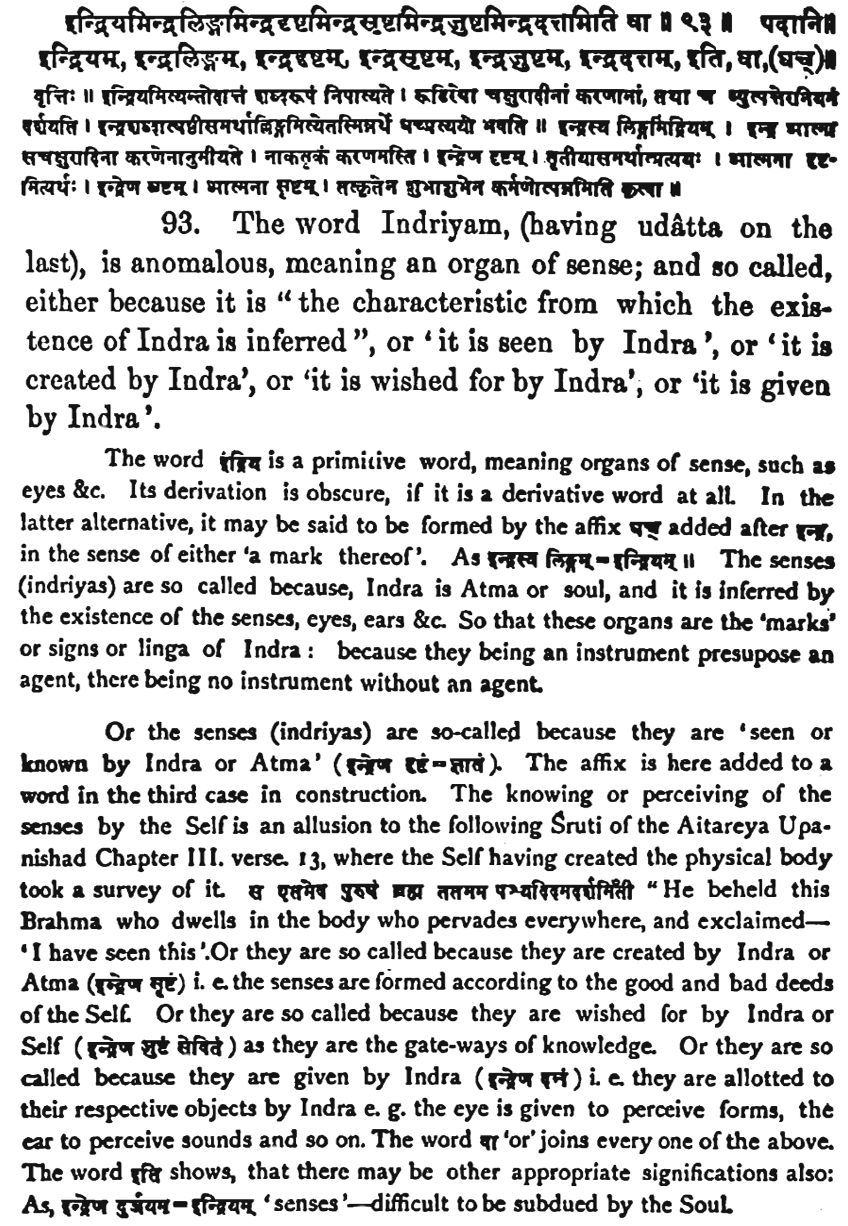 इन्द्रियमिन्द्रलिङ्गमिन्द्रदृष्टमिन्द्रसृष्टमिन्द्रजुष्टमिन्द्रदत्तमिति वा ॥ ९३ ॥ पदानि॥
इन्द्रियम्, इन्द्रलिङ्गम्, इन्द्रदृष्टम्, इन्द्रसृष्टम्, इन्द्रजुष्टम्, इन्द्रदत्तम्, इति, वा,(घच्)॥
वृत्तिः ॥ इन्द्रियमित्यन्तोदात्तं शब्दरूपं निपात्यते । रूढिरेषा चक्षुरादीनां करणानां, तथा च व्युत्पत्तेरनियमं
दर्शयति । इन्द्रशब्दात्षष्ठीसमर्थाल्लिङ्गमित्येतस्मिन्नर्थे घच्प्रत्ययो भवति ॥ इन्द्रस्य लिङ्गमिंद्रियम् । इन्द्र आत्मा
सचक्षुरादिना करणेनानुमीयते । नाकतृकं करणमस्ति । इन्द्रेण दृष्टम् । तृतीयासमर्थात्प्रत्ययः । आत्मना दृष्ट-
मित्यर्थः । इन्द्रेण सृष्टम् । आत्मना सृष्टम् । तत्कृतेन शुभाशुभेन कर्मणोत्पन्नमिति कृत्वा ॥
93. The word Indriyam, (having udâtta on the
last), is anomalous, meaning an organ of sense; and so called,
either because it is “ the characteristic from which the exis-
tence of Indra is inferred ”, or ‘ it is seen by Indra ’, or ‘ it is
created by Indra’, or ‘it is wished for by Indra’, or ‘it is given
by Indra ’.
The word इंद्रिय is a primitive word, meaning organs of sense, such as
eyes &c. Its derivation is obscure, if it is a derivative word at all. In the
latter alternative, it may be said to be formed by the affix घच् added after इन्द्र,
in the sense of either ‘a mark thereof’. As इन्द्रस्य लिङ्गम्=इन्द्रियम् ॥ The senses
(indriyas) are so called because, Indra is Atma or soul, and it is inferred by
the existence of the senses, eyes, ears &c. So that these organs are the ‘marks’
or signs or linga of Indra : because they being an instrument presupose an
agent, there being no instrument without an agent.
Or the senses (indriyas) are so-called because they are ‘ seen or
known by Indra or Atma’ ( इन्द्रेण दृष्टं=ज्ञातं ). The affix is here added to a
word in the third case in construction. The knowing or perceiving of the
senses by the Self is an allusion to the following Śruti of the Aitareya Upa-
nishad Chapter III. verse. 13, where the Self having created the physical body
took a survey of it. स एतमेव पुरुषं ब्रह्म ततमम पश्यदिदमदर्शमिती “ He beheld this
Brahma who dwells in the body who pervades everywhere, and exclaimed—
‘ I have seen this ’.Or they are so called because they are created by Indra or
Atma (इन्द्रेण सृष्टं) i. e. the senses are formed according to the good and bad deeds
of the Self. Or they are so called because they are wished for by Indra or
Self ( इन्द्रेण जुष्टं सेवितं ) as they are the gate-ways of knowledge. Or they are so
called because they are given by Indra ( इन्द्रेण दत्तं ) i. e. they are allotted to
their respective objects by Indra e. g. the eye is given to perceive forms, the
ear to perceive sounds and so on. The word वा ‘or’ joins every one of the above.
The word इति shows, that there may be other appropriate significations also:
As, इन्द्रेण दुर्जयम=इन्द्रियम् ‘ senses ’—difficult to be subdued by the Soul.